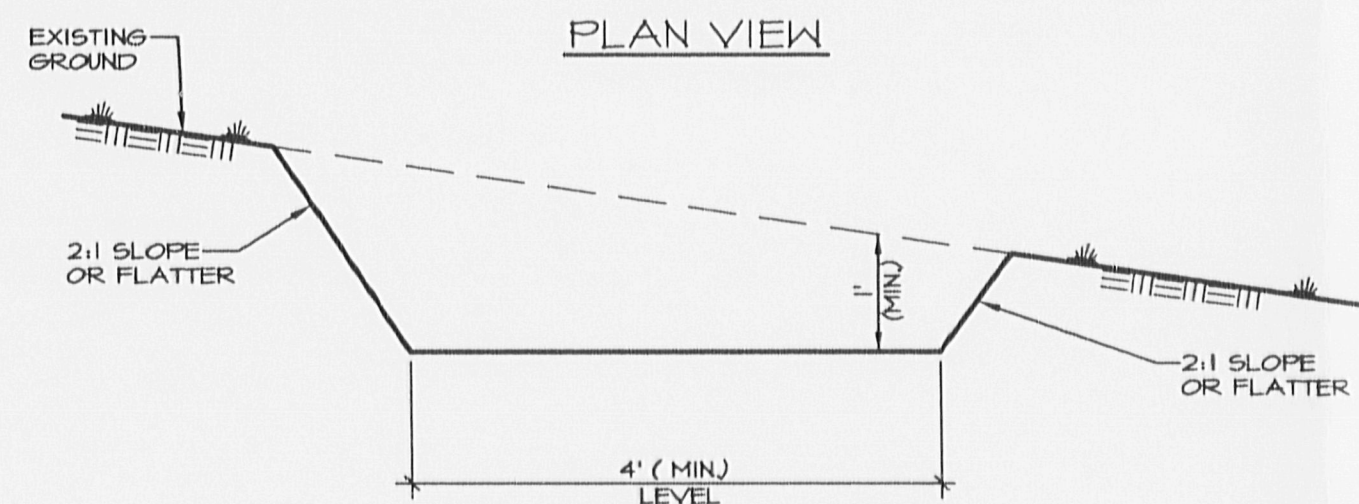 PLAN VIEW
EXISTING
GROUND
2:1 SLOPE
OR FLATTER
1'
(MIN.)
2:1 SLOPE
OR FLATTER
4' ( MIN.)
LEVEL